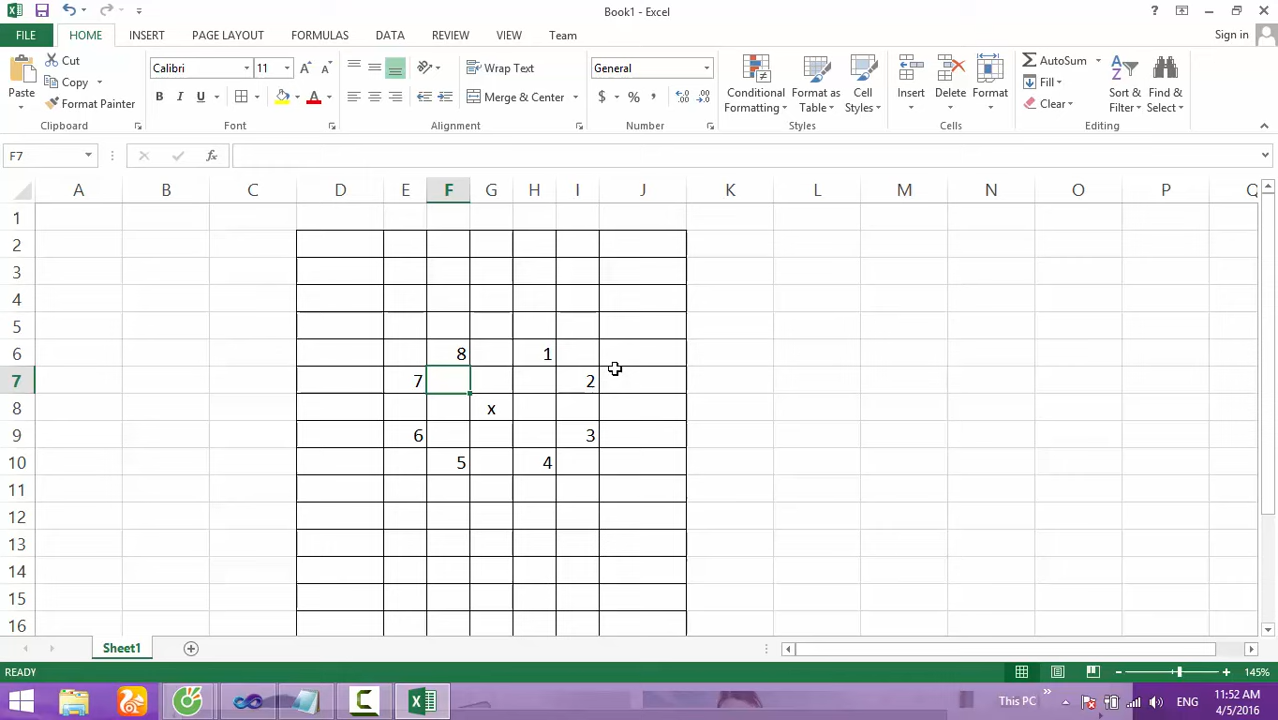 Book1 - Excel
FILE HOME INSERT PAGE LAYOUT FORMULAS DATA REVIEW VIEW Team Sign in
Paste
Cut
Copy
Format Painter
Calibri 11
B I U
Wrap Text
Merge & Center
General
$ % ,
Conditional Formatting
Format as Table
Cell Styles
Insert Delete Format
AutoSum
Fill
Clear
Sort & Filter
Find & Select
Clipboard Font Alignment Number Styles Cells Editing
F7 fx
A B C D E F G H I J K L M N O P Q
1
2
3
4
5
6 8 1
7 7 2
8 x
9 6 3
10 5 4
11
12
13
14
15
16
Sheet1
READY 145%
This PC ENG 11:52 AM
4/5/2016